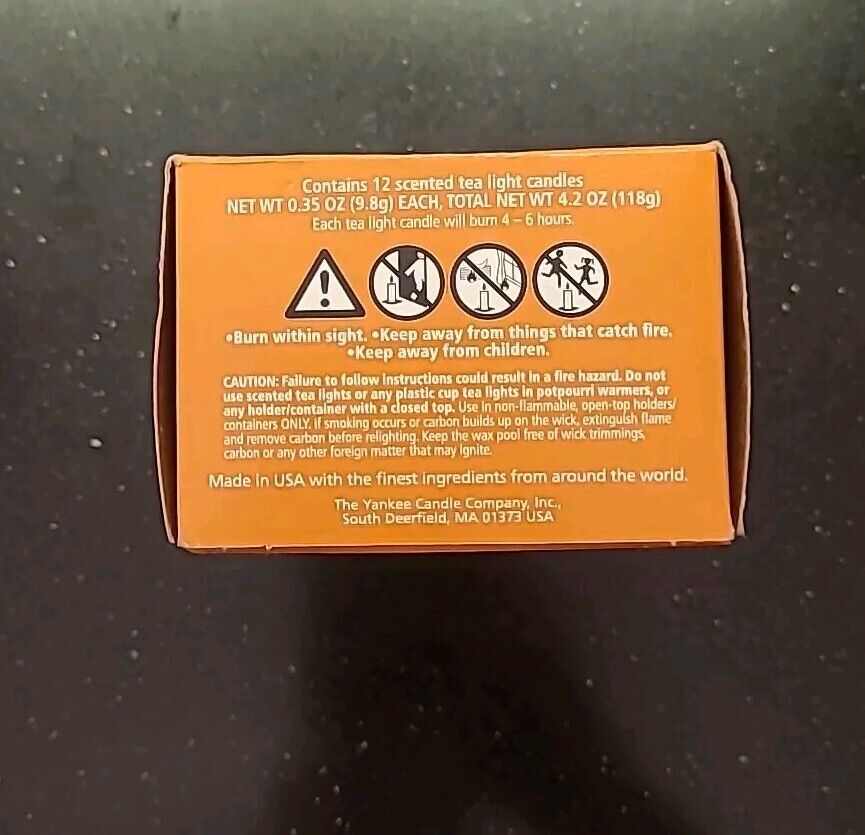 Contains 12 scented tea light candles
NET WT 0.35 OZ (9.8g) EACH, TOTAL NET WT 4.2 OZ (118g)
Each tea light candle will burn 4 – 6 hours.
•Burn within sight. •Keep away from things that catch fire.
•Keep away from children.
CAUTION: Failure to follow instructions could result in a fire hazard. Do not
use scented tea lights or any plastic cup tea lights in potpourri warmers, or
any holder/container with a closed top. Use in non-flammable, open-top holders/
containers ONLY. If smoking occurs or carbon builds up on the wick, extinguish flame
and remove carbon before relighting. Keep the wax pool free of wick trimmings,
carbon or any other foreign matter that may ignite.
Made in USA with the finest ingredients from around the world.
The Yankee Candle Company, Inc.,
South Deerfield, MA 01373 USA